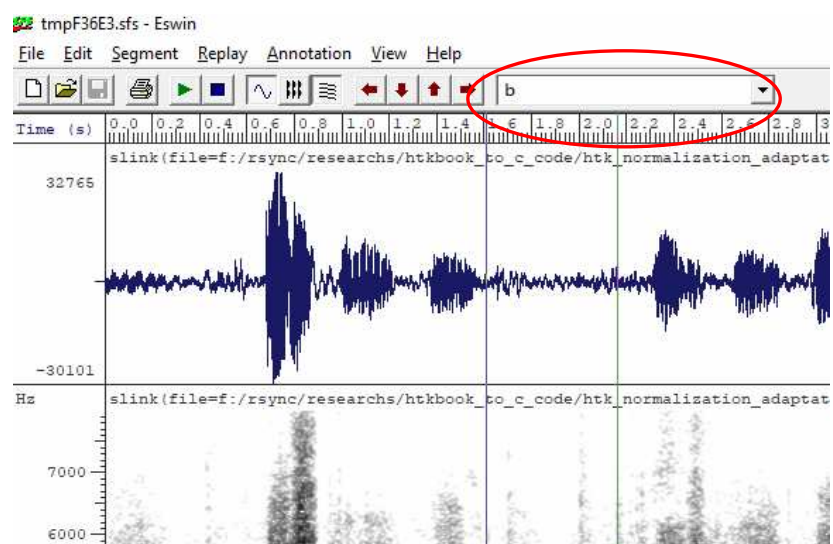 tmpF36E3.sfs - Eswin
File Edit Segment Replay Annotation View Help
b
Time (s) 0.0 0.2 0.4 0.6 0.8 1.0 1.2 1.4 1.6 1.8 2.0 2.2 2.4 2.6 2.8 3
slink(file=f:/rsync/researchs/htkbook_to_c_code/htk_normalization_adaptat
32765
-30101
Hz slink(file=f:/rsync/researchs/htkbook_to_c_code/htk_normalization_adaptat
7000
6000